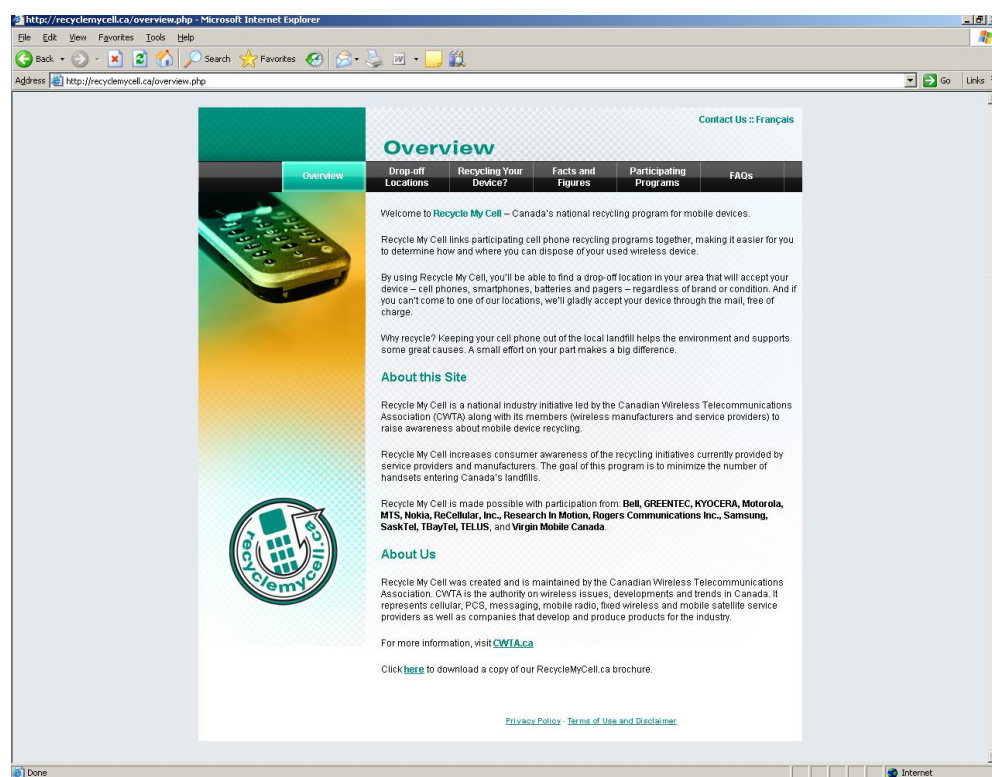 http://recyclemycell.ca/overview.php - Microsoft Internet Explorer
File Edit View Favorites Tools Help
Back Search Favorites
Address http://recyclemycell.ca/overview.php Go Links
Contact Us :: Français
Overview
Overview Drop-off Locations Recycling Your Device? Facts and Figures Participating Programs FAQs
Welcome to Recycle My Cell – Canada's national recycling program for mobile devices.
Recycle My Cell links participating cell phone recycling programs together, making it easier for you
to determine how and where you can dispose of your used wireless device.
By using Recycle My Cell, you'll be able to find a drop-off location in your area that will accept your
device – cell phones, smartphones, batteries and pagers – regardless of brand or condition. And if
you can't come to one of our locations, we'll gladly accept your device through the mail, free of
charge.
Why recycle? Keeping your cell phone out of the local landfill helps the environment and supports
some great causes. A small effort on your part makes a big difference.
About this Site
Recycle My Cell is a national industry initiative led by the Canadian Wireless Telecommunications
Association (CWTA) along with its members (wireless manufacturers and service providers) to
raise awareness about mobile device recycling.
Recycle My Cell increases consumer awareness of the recycling initiatives currently provided by
service providers and manufacturers. The goal of this program is to minimize the number of
handsets entering Canada's landfills.
Recycle My Cell is made possible with participation from: Bell, GREENTEC, KYOCERA, Motorola,
MTS, Nokia, ReCellular, Inc., Research In Motion, Rogers Communications Inc., Samsung,
SaskTel, TBayTel, TELUS, and Virgin Mobile Canada.
recyclemycell.ca
About Us
Recycle My Cell was created and is maintained by the Canadian Wireless Telecommunications
Association. CWTA is the authority on wireless issues, developments and trends in Canada. It
represents cellular, PCS, messaging, mobile radio, fixed wireless and mobile satellite service
providers as well as companies that develop and produce products for the industry.
For more information, visit CWTA.ca
Click here to download a copy of our RecycleMyCell.ca brochure.
Privacy Policy - Terms of Use and Disclaimer
Done Internet